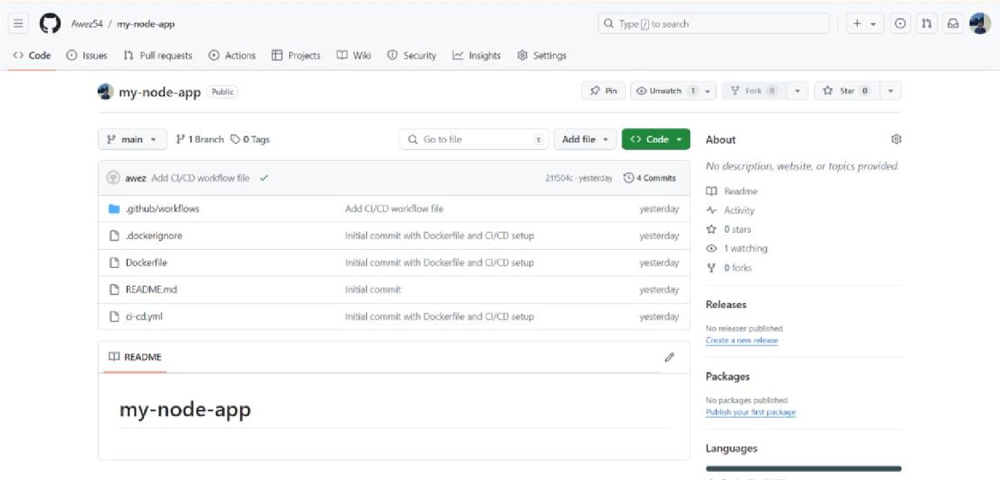 Awez54 / my-node-app
Type / to search
Code Issues Pull requests Actions Projects Wiki Security Insights Settings
my-node-app Public
Pin Unwatch 1 Fork 0 Star 0
main 1 Branch 0 Tags
Go to file t Add file Code
awez Add CI/CD workflow file 21f504c · yesterday 4 Commits
.github/workflows Add CI/CD workflow file yesterday
.dockerignore Initial commit with Dockerfile and CI/CD setup yesterday
Dockerfile Initial commit with Dockerfile and CI/CD setup yesterday
README.md Initial commit yesterday
ci-cd.yml Initial commit with Dockerfile and CI/CD setup yesterday
README
my-node-app
About
No description, website, or topics provided.
Readme
Activity
0 stars
1 watching
0 forks
Releases
No releases published
Create a new release
Packages
No packages published
Publish your first package
Languages